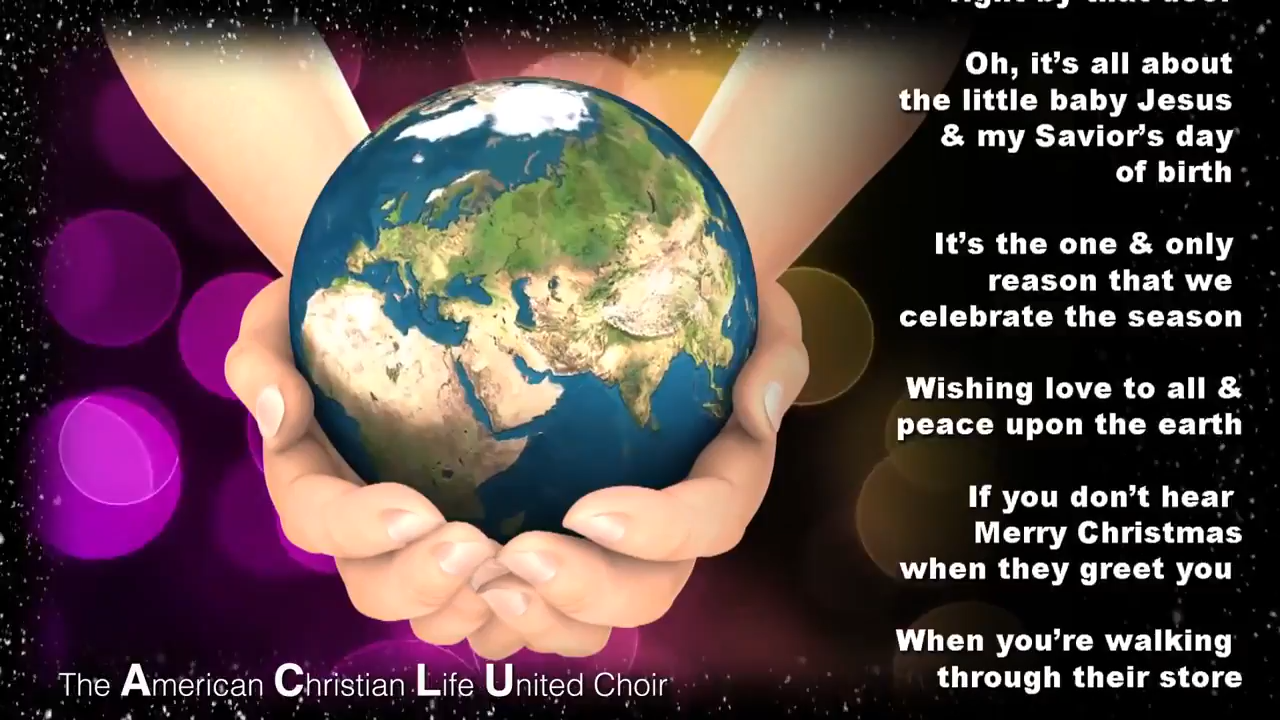 Oh, it's all about
the little baby Jesus
& my Savior's day
of birth
It's the one & only
reason that we
celebrate the season
Wishing love to all &
peace upon the earth
If you don't hear
Merry Christmas
when they greet you
When you're walking
through their store
The American Christian Life United Choir